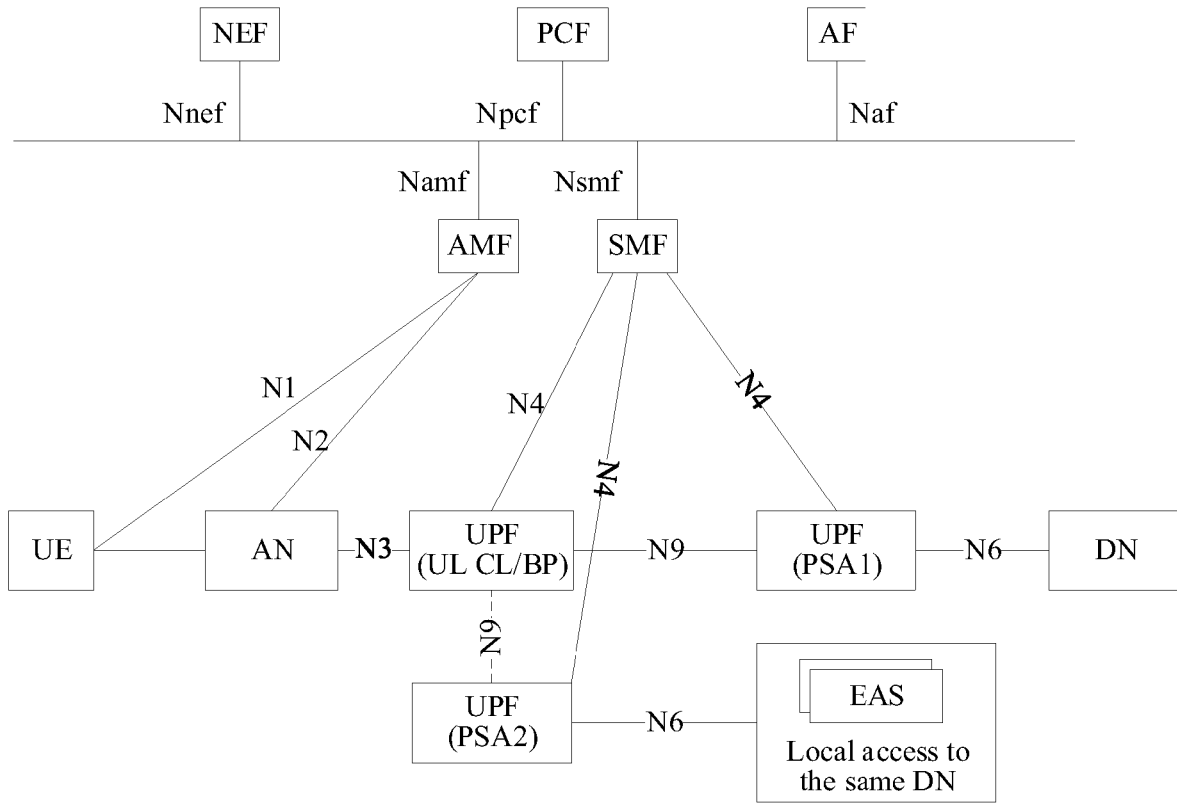 NEF
PCF
AF
Nnef
Npcf
Naf
Namf
Nsmf
AMF
SMF
N1
N2
N4
N4
N4
UE
AN
N3
UPF
(UL CL/BP)
N9
UPF
(PSA1)
N6
DN
N9
UPF
(PSA2)
N6
EAS
Local access to
the same DN